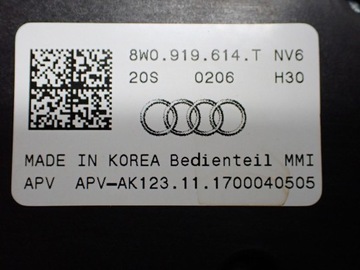 8W0.919.614.T NV6
20S 0206 H30
MADE IN KOREA Bedienteil MMI
APV APV-AK123.11.1700040505